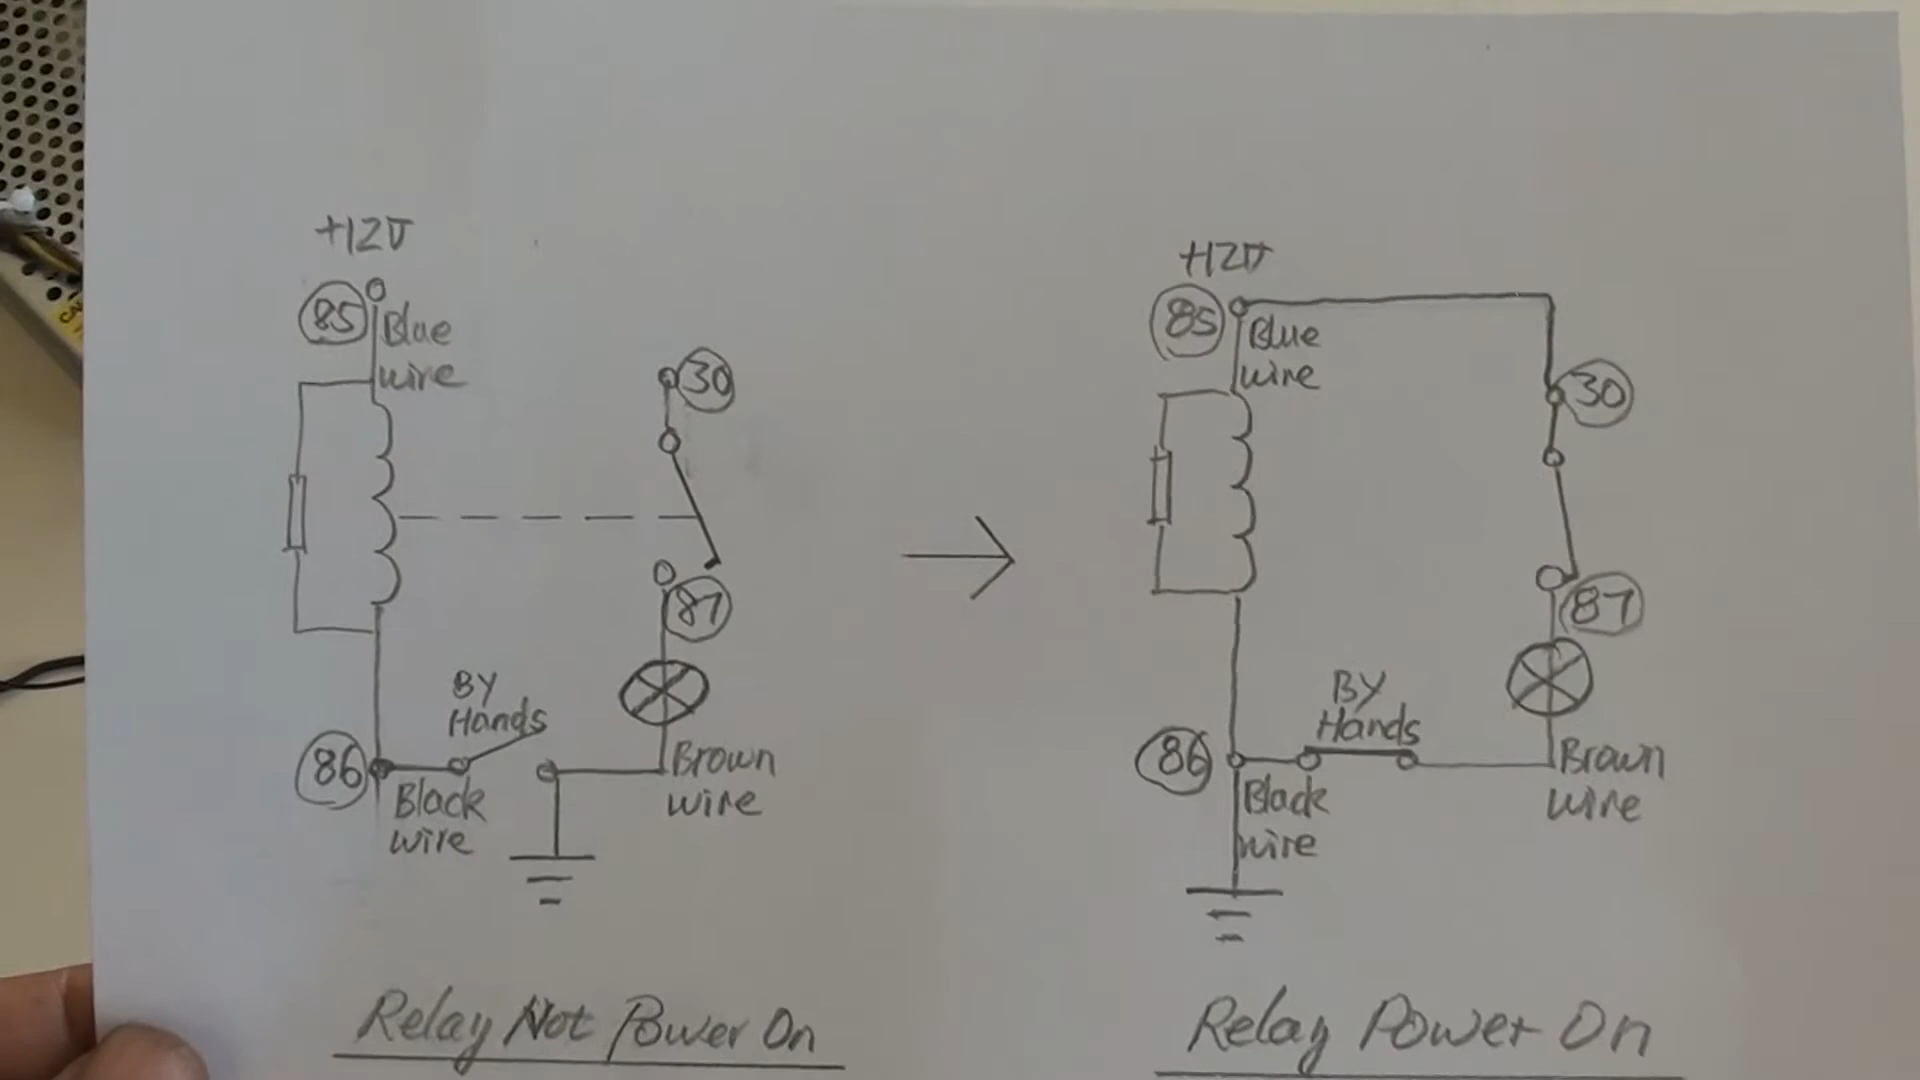 +12V
85
Blue
wire
30
87
BY
Hands
86
Black
wire
Brown
wire
Relay Not Power On
+12V
85
Blue
wire
30
87
BY
Hands
86
Black
wire
Brown
wire
Relay Power On